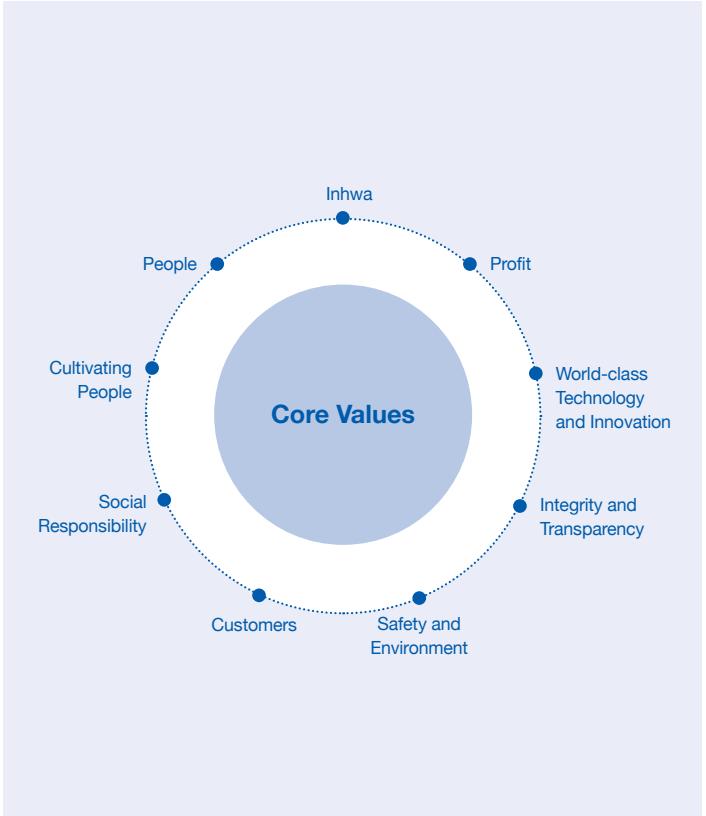 Inhwa
People
Profit
Cultivating
People
World-class
Technology
and Innovation
Core Values
Social
Responsibility
Integrity and
Transparency
Customers
Safety and
Environment